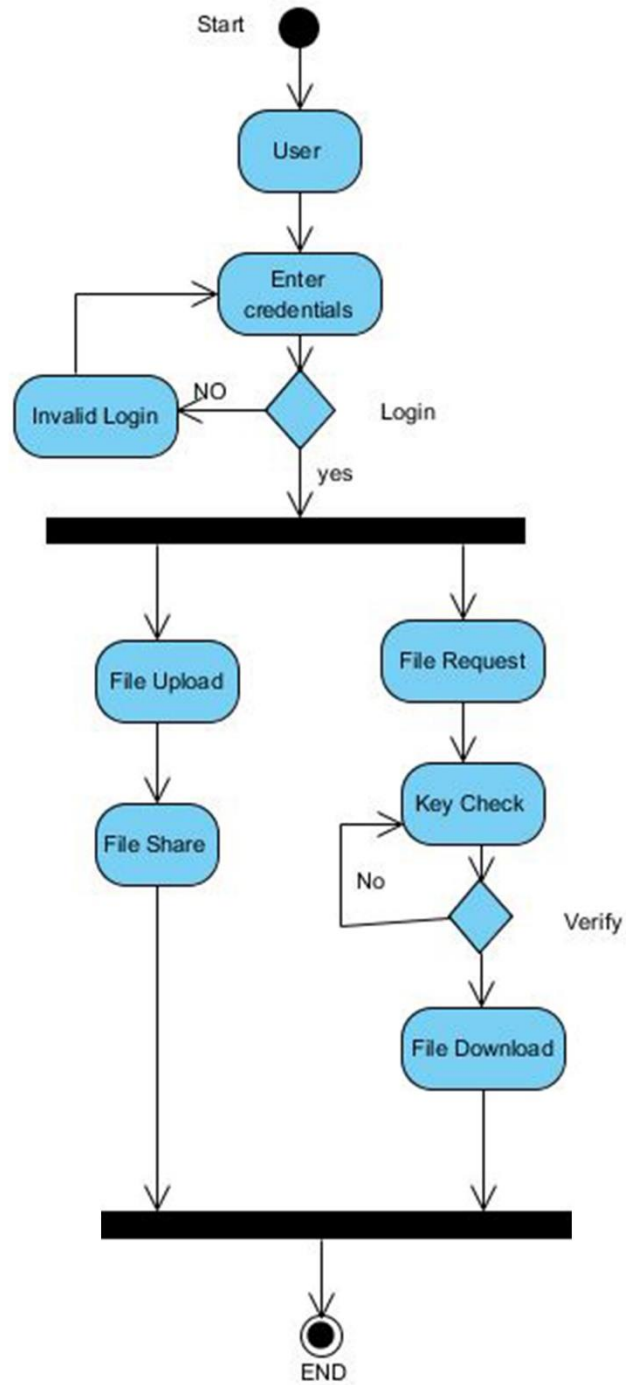 Start
User
Enter
credentials
NO
Invalid Login
Login
yes
File Upload
File Request
Key Check
File Share
No
Verify
File Download
END